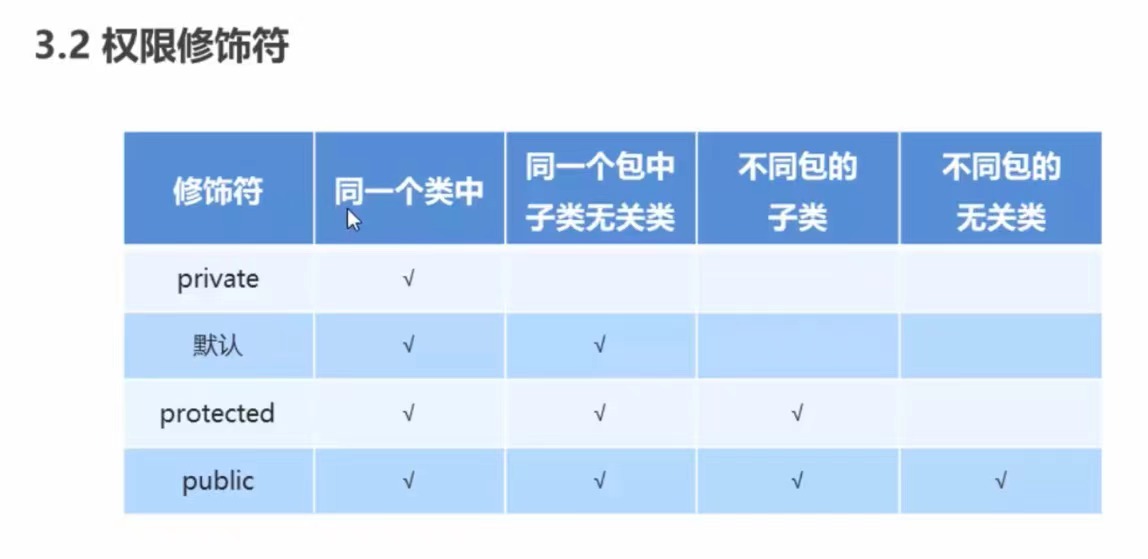 3.2 权限修饰符
修饰符 同一个类中 同一个包中 不同包的 不同包的
子类无关类 子类 无关类
private √
默认 √ √
protected √ √ √
public √ √ √ √